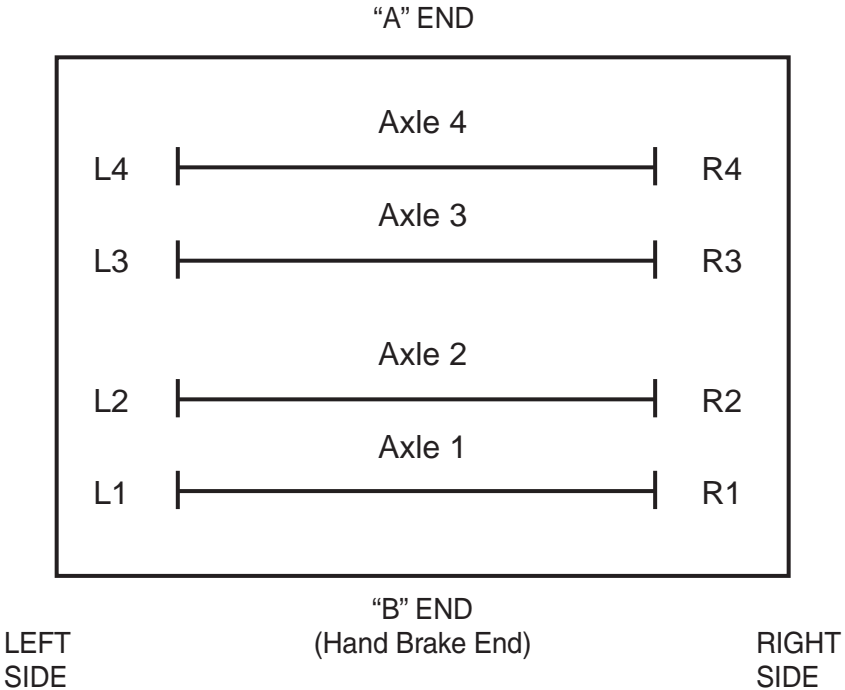 “A” END
Axle 4
L4 R4
Axle 3
L3 R3
Axle 2
L2 R2
Axle 1
L1 R1
“B” END
LEFT (Hand Brake End) RIGHT
SIDE SIDE